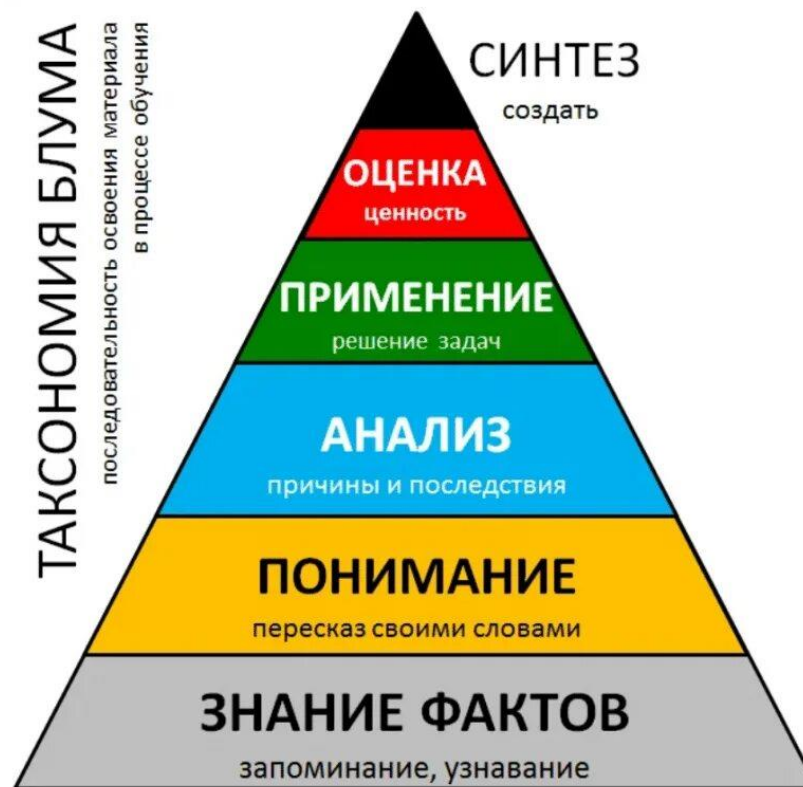 ТАКСОНОМИЯ БЛУМА
последовательность освоения материала
в процессе обучения
СИНТЕЗ
создать
ОЦЕНКА
ценность
ПРИМЕНЕНИЕ
решение задач
АНАЛИЗ
причины и последствия
ПОНИМАНИЕ
пересказ своими словами
ЗНАНИЕ ФАКТОВ
запоминание, узнавание